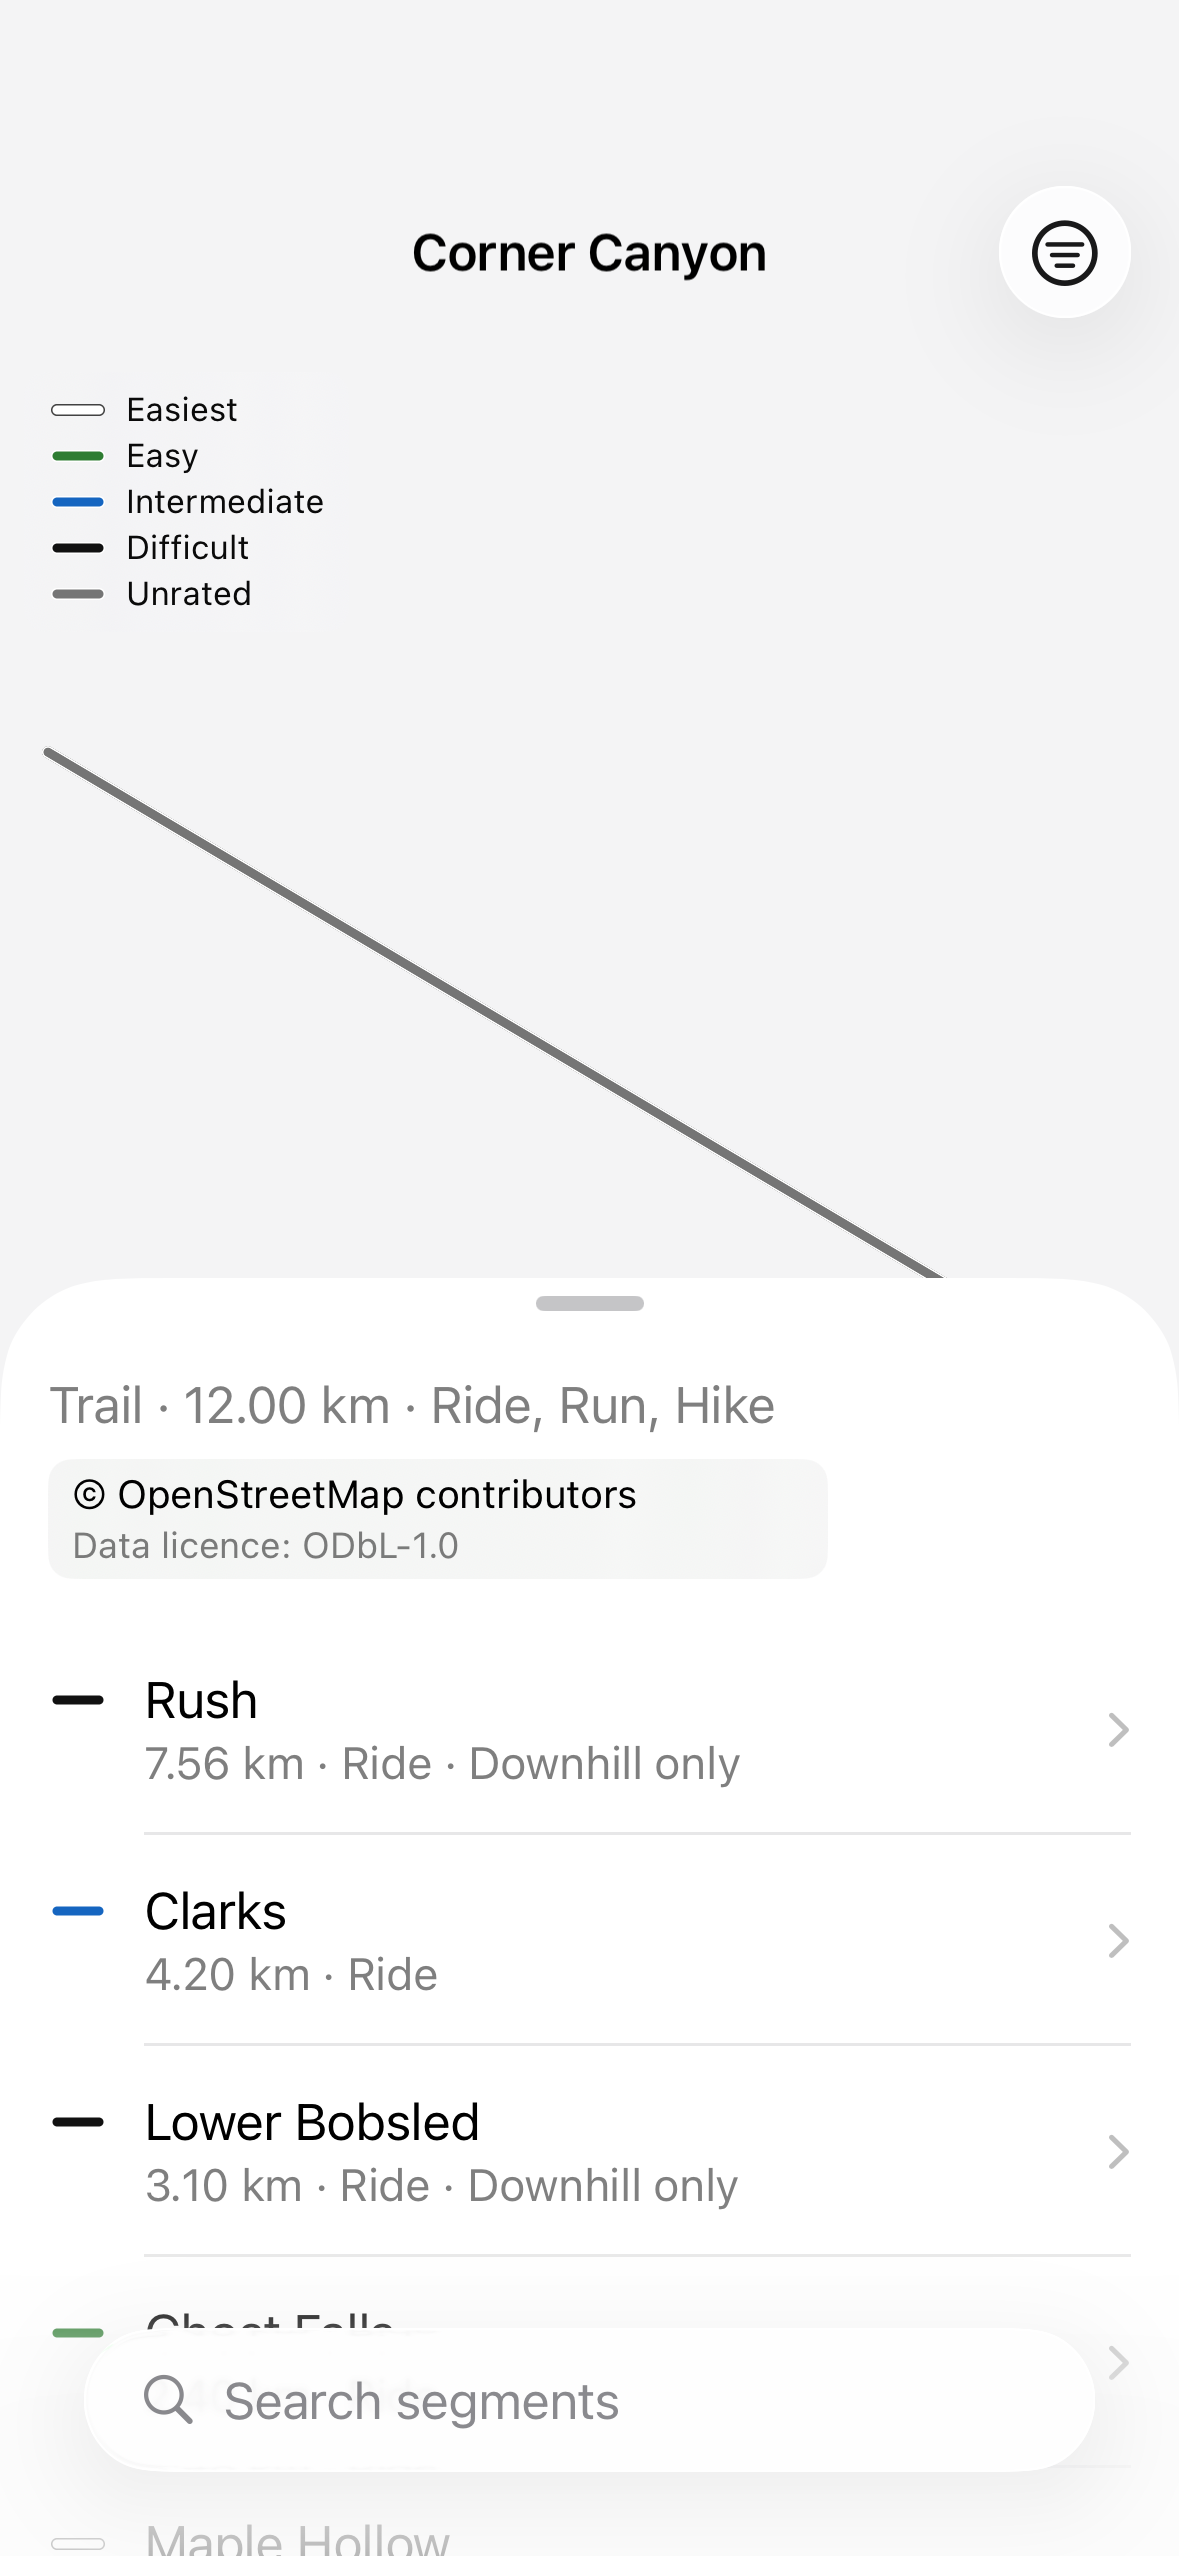 Corner Canyon
Easiest
Easy
Intermediate
Difficult
Unrated
Trail · 12.00 km · Ride, Run, Hike
© OpenStreetMap contributors
Data licence: ODbL-1.0
Rush
7.56 km · Ride · Downhill only
Clarks
4.20 km · Ride
Lower Bobsled
3.10 km · Ride · Downhill only
Ghost Falls
Search segments
Maple Hollow